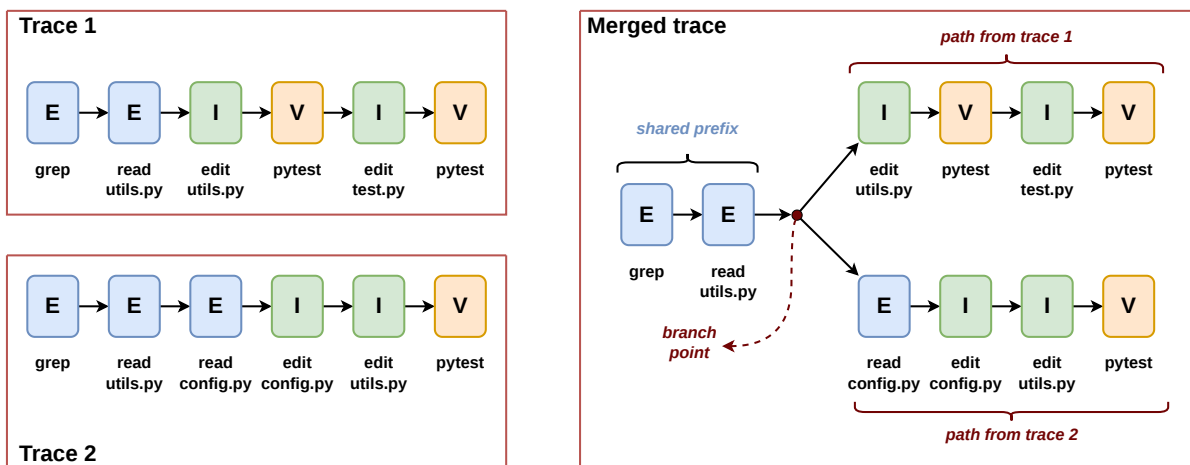 Trace 1
E E I V I V
grep read edit pytest edit pytest
utils.py utils.py test.py
E E E I I V
grep read read edit edit pytest
utils.py config.py config.py utils.py
Trace 2
Merged trace
path from trace 1
I V I V
edit pytest edit pytest
utils.py test.py
shared prefix
E E
grep read
utils.py
branch
point
E I I V
read edit edit pytest
config.py config.py utils.py
path from trace 2